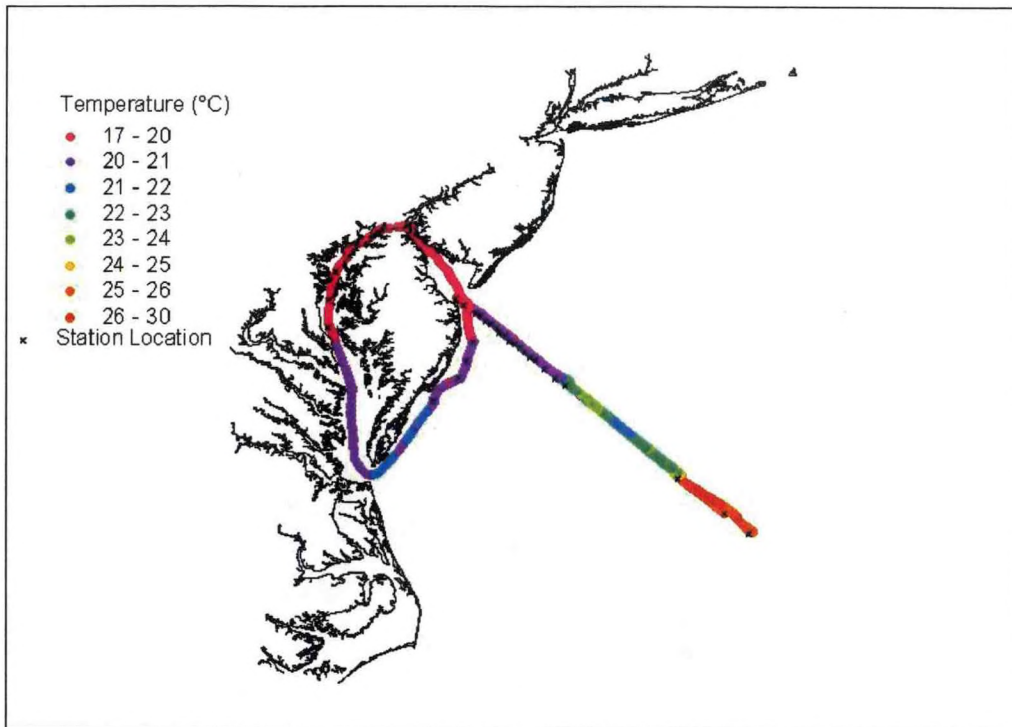 Temperature (°C)
17 - 20
20 - 21
21 - 22
22 - 23
23 - 24
24 - 25
25 - 26
26 - 30
Station Location